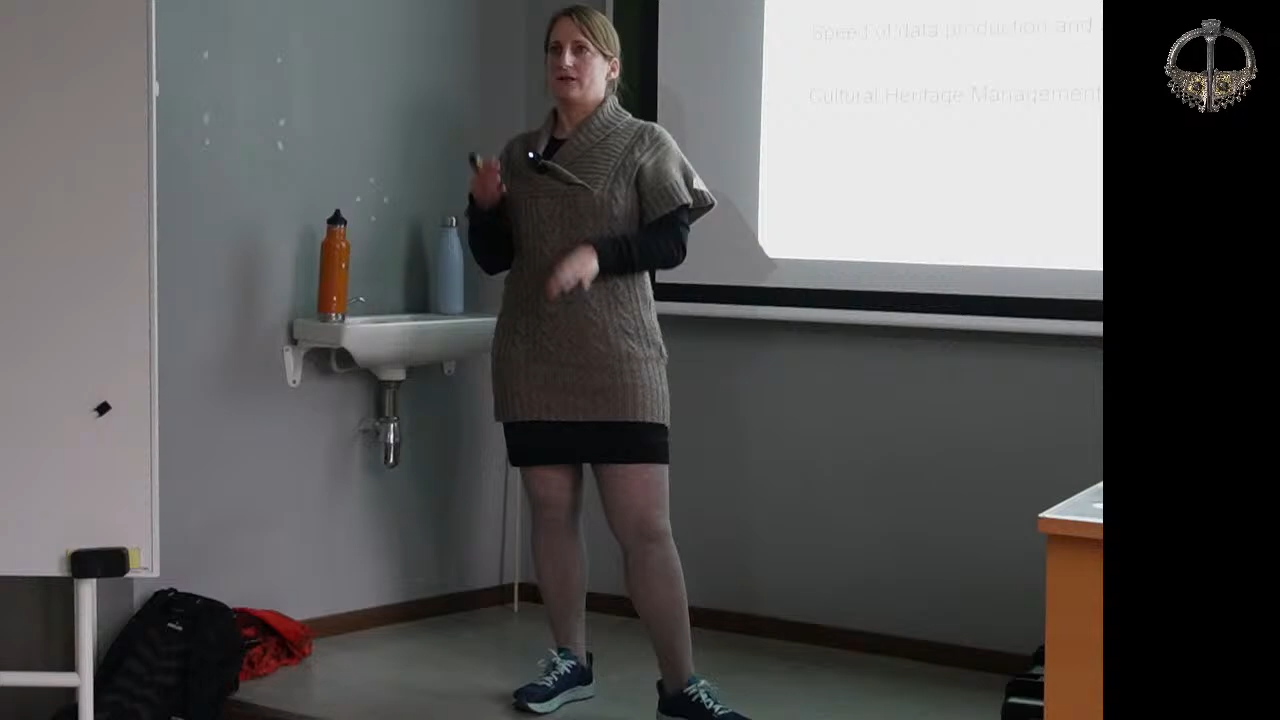 Speed of data production and
Cultural Heritage Management